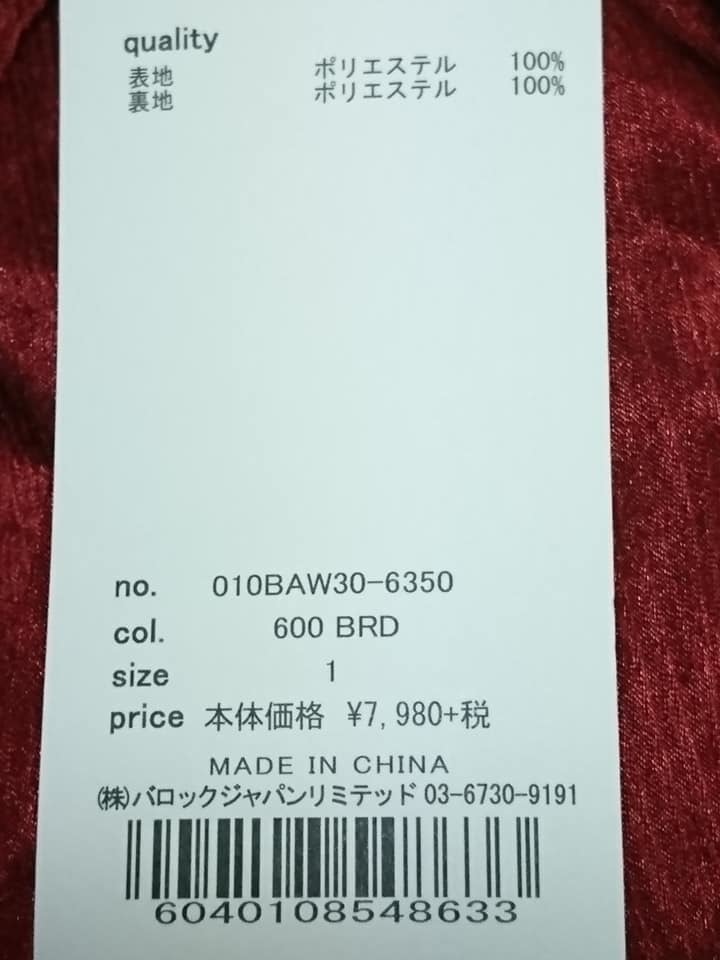 quality
表地 ポリエステル 100%
裏地 ポリエステル 100%
no. 010BAW30-6350
col. 600 BRD
size 1
price 本体価格 ¥7,980+税
MADE IN CHINA
㈱バロックジャパンリミテッド 03-6730-9191
6040108548633